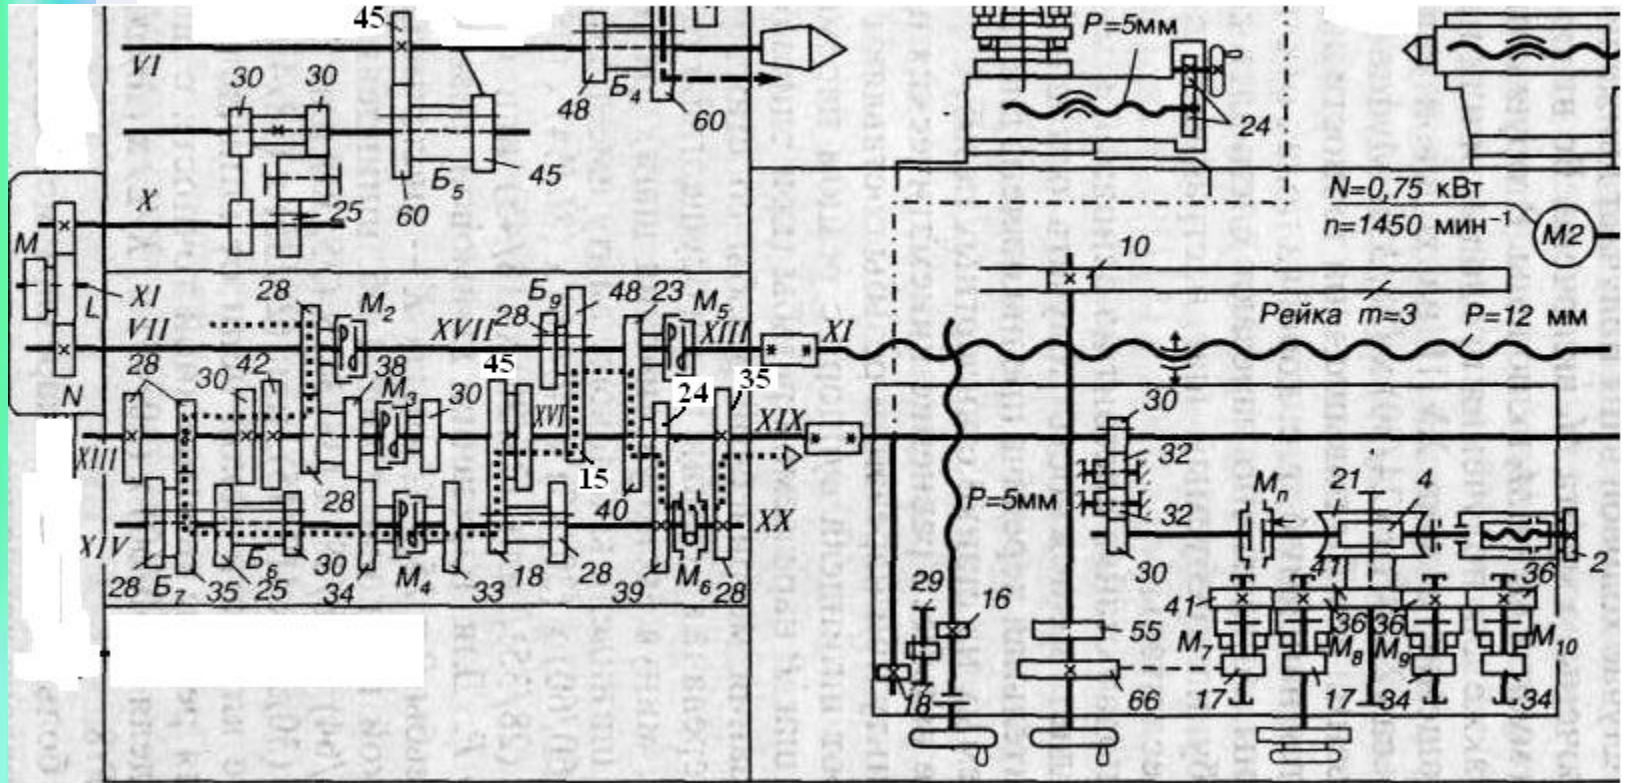 45
VI
30 30
48 Б4 60
60 Б5 45
X 25
M
L XI
N
P=5мм
24
N=0,75 кВт
n=1450 мин⁻¹
M2
10
Рейка m=3 P=12 мм
28 M2 XVII 28 Б9 48 23 M5 XIII XI
VII
28 30 42 38 M3 30 45 XVI 24 35 XIX
XIII 28 15 40
XIV XX
28 Б7 35 25 Б6 30 34 M4 33 18 28 39 M6 28
30
32
P=5мм 32
30
Мп 21 4
2
29 16 41 41 36 36 36
55 M7 M8 M9 M10
18 66 17 17 34 34